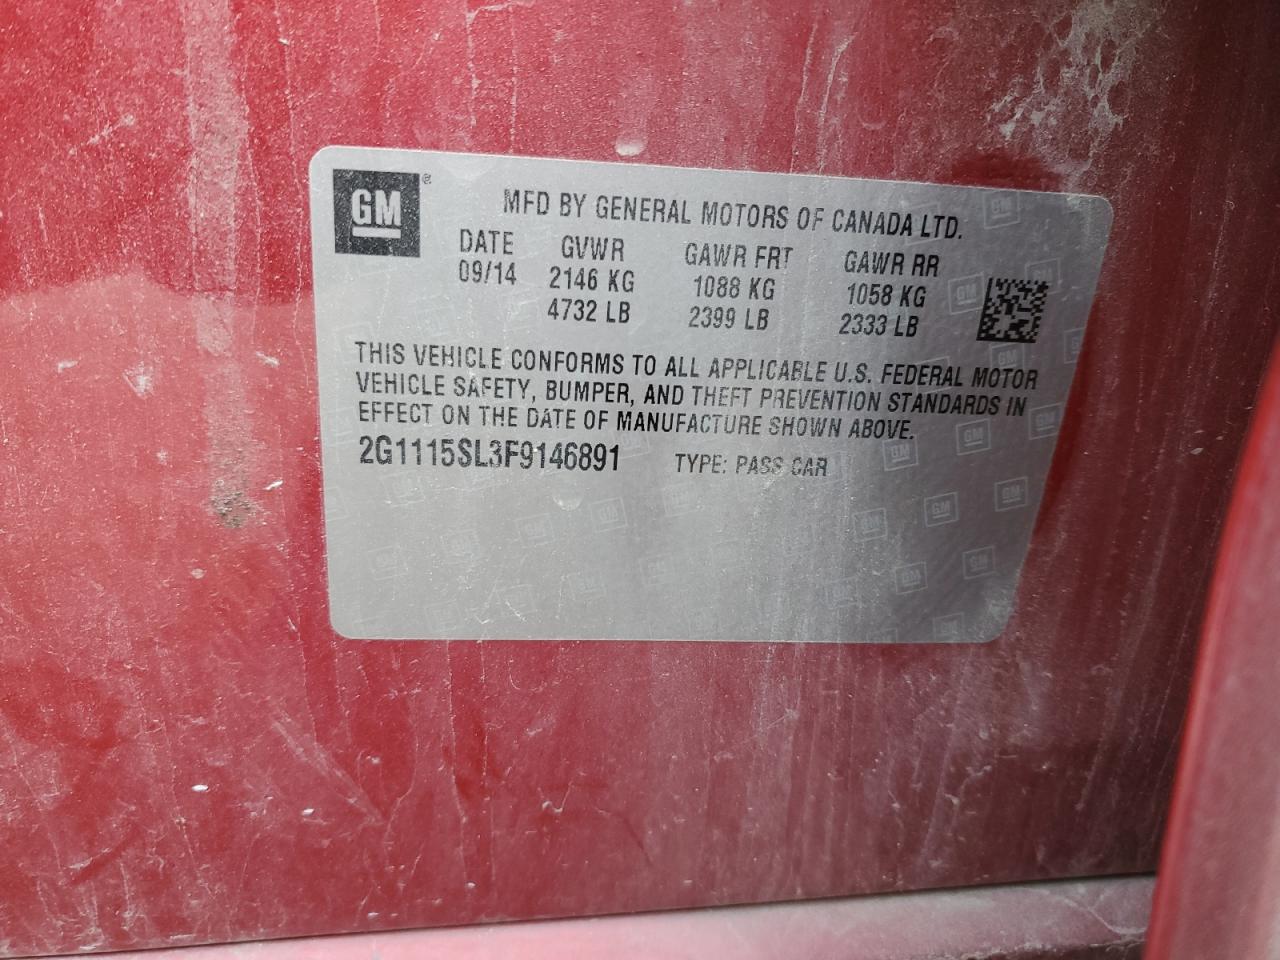 GM®
MFD BY GENERAL MOTORS OF CANADA LTD.
DATE GVWR GAWR FRT GAWR RR
09/14 2146 KG 1088 KG 1058 KG
4732 LB 2399 LB 2333 LB
THIS VEHICLE CONFORMS TO ALL APPLICABLE U.S. FEDERAL MOTOR
VEHICLE SAFETY, BUMPER, AND THEFT PREVENTION STANDARDS IN
EFFECT ON THE DATE OF MANUFACTURE SHOWN ABOVE.
2G1115SL3F9146891 TYPE: PASS CAR